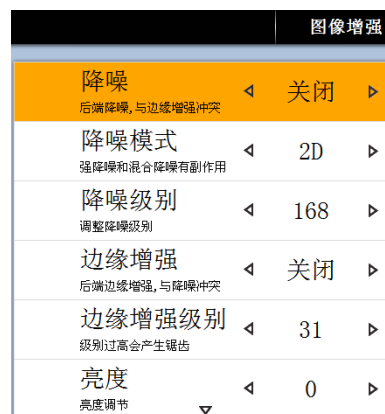 图像增强
降噪
关闭
后端降噪,与边缘增强冲突
降噪模式
2D
强降噪和混合降噪有副作用
降噪级别
168
调整降噪级别
边缘增强
关闭
后端边缘增强,与降噪冲突
边缘增强级别
31
级别过高会产生锯齿
亮度
0
亮度调节